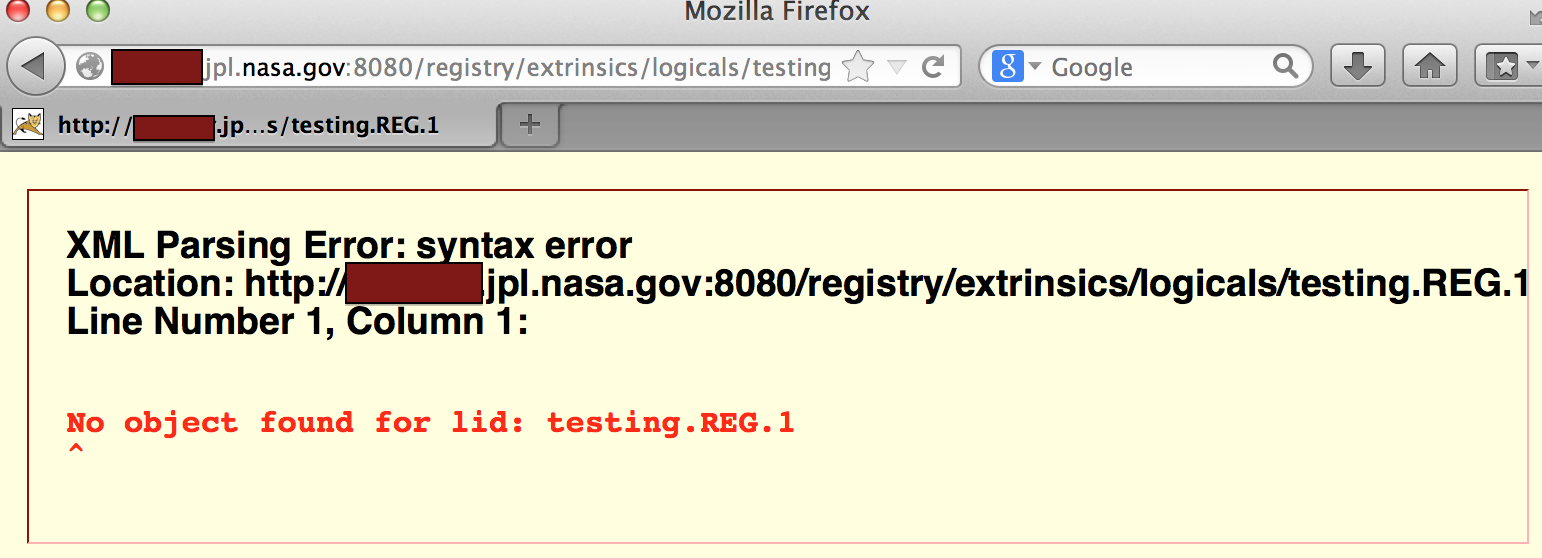 Mozilla Firefox
jpl.nasa.gov:8080/registry/extrinsics/logicals/testing
Google
http:// .jp...s/testing.REG.1
XML Parsing Error: syntax error
Location: http:// .jpl.nasa.gov:8080/registry/extrinsics/logicals/testing.REG.1
Line Number 1, Column 1:
No object found for lid: testing.REG.1
^